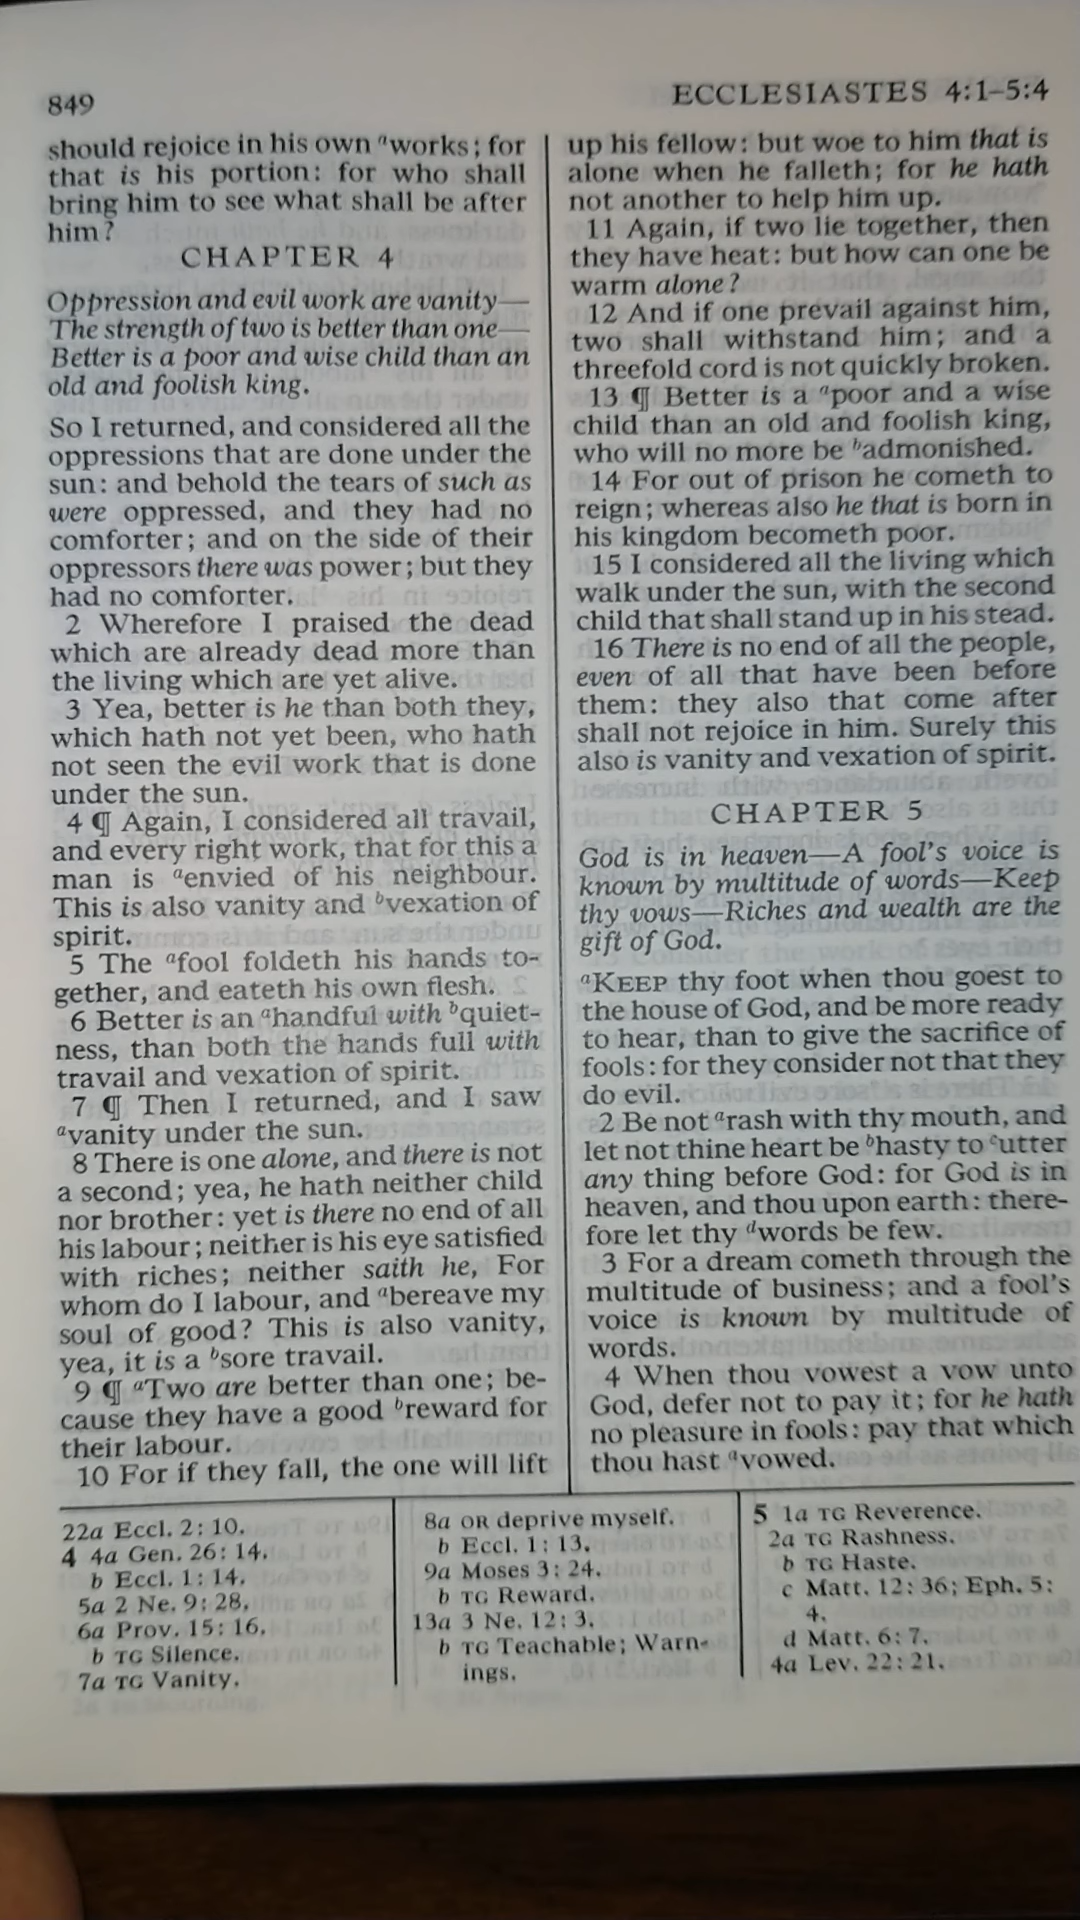 849
ECCLESIASTES 4:1–5:4
should rejoice in his own ᵃworks; for
that is his portion: for who shall
bring him to see what shall be after
him?
CHAPTER 4
Oppression and evil work are vanity—
The strength of two is better than one—
Better is a poor and wise child than an
old and foolish king.
So I returned, and considered all the
oppressions that are done under the
sun: and behold the tears of such as
were oppressed, and they had no
comforter; and on the side of their
oppressors there was power; but they
had no comforter.
2 Wherefore I praised the dead
which are already dead more than
the living which are yet alive.
3 Yea, better is he than both they,
which hath not yet been, who hath
not seen the evil work that is done
under the sun.
4 ¶ Again, I considered all travail,
and every right work, that for this a
man is ᵃenvied of his neighbour.
This is also vanity and ᵇvexation of
spirit.
5 The ᵃfool foldeth his hands to-
gether, and eateth his own flesh.
6 Better is an ᵃhandful with ᵇquiet-
ness, than both the hands full with
travail and vexation of spirit.
7 ¶ Then I returned, and I saw
ᵃvanity under the sun.
8 There is one alone, and there is not
a second; yea, he hath neither child
nor brother: yet is there no end of all
his labour; neither is his eye satisfied
with riches; neither saith he, For
whom do I labour, and ᵃbereave my
soul of good? This is also vanity,
yea, it is a ᵇsore travail.
9 ¶ ᵃTwo are better than one; be-
cause they have a good ᵇreward for
their labour.
10 For if they fall, the one will lift
up his fellow: but woe to him that is
alone when he falleth; for he hath
not another to help him up.
11 Again, if two lie together, then
they have heat: but how can one be
warm alone?
12 And if one prevail against him,
two shall withstand him; and a
threefold cord is not quickly broken.
13 ¶ Better is a ᵃpoor and a wise
child than an old and foolish king,
who will no more be ᵇadmonished.
14 For out of prison he cometh to
reign; whereas also he that is born in
his kingdom becometh poor.
15 I considered all the living which
walk under the sun, with the second
child that shall stand up in his stead.
16 There is no end of all the people,
even of all that have been before
them: they also that come after
shall not rejoice in him. Surely this
also is vanity and vexation of spirit.
CHAPTER 5
God is in heaven—A fool's voice is
known by multitude of words—Keep
thy vows—Riches and wealth are the
gift of God.
ᵃKEEP thy foot when thou goest to
the house of God, and be more ready
to hear, than to give the sacrifice of
fools: for they consider not that they
do evil.
2 Be not ᵃrash with thy mouth, and
let not thine heart be ᵇhasty to ᶜutter
any thing before God: for God is in
heaven, and thou upon earth: there-
fore let thy ᵈwords be few.
3 For a dream cometh through the
multitude of business; and a fool's
voice is known by multitude of
words.
4 When thou vowest a vow unto
God, defer not to pay it; for he hath
no pleasure in fools: pay that which
thou hast ᵃvowed.
22a Eccl. 2: 10.
4 4a Gen. 26: 14.
b Eccl. 1: 14.
5a 2 Ne. 9: 28.
6a Prov. 15: 16.
b TG Silence.
7a TG Vanity.
8a OR deprive myself.
b Eccl. 1: 13.
9a Moses 3: 24.
b TG Reward.
13a 3 Ne. 12: 3.
b TG Teachable; Warn-
ings.
5 1a TG Reverence.
2a TG Rashness.
b TG Haste.
c Matt. 12: 36; Eph. 5:
4.
d Matt. 6: 7.
4a Lev. 22: 21.